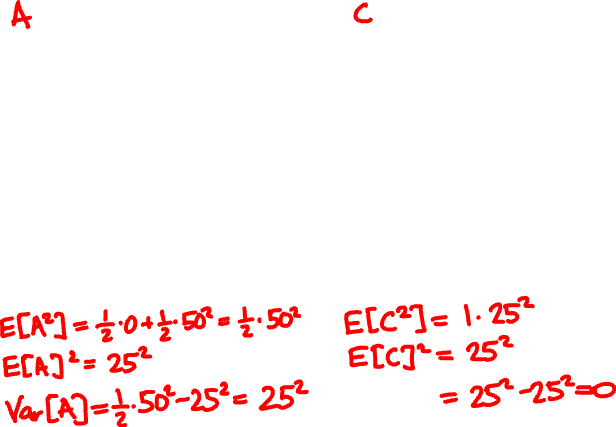 A
C
E[A²] = 1/2 · 0 + 1/2 · 50² = 1/2 · 50²
E[A]² = 25²
Var[A] = 1/2 · 50² - 25² = 25²
E[C²] = 1 · 25²
E[C]² = 25²
= 25² - 25² = 0